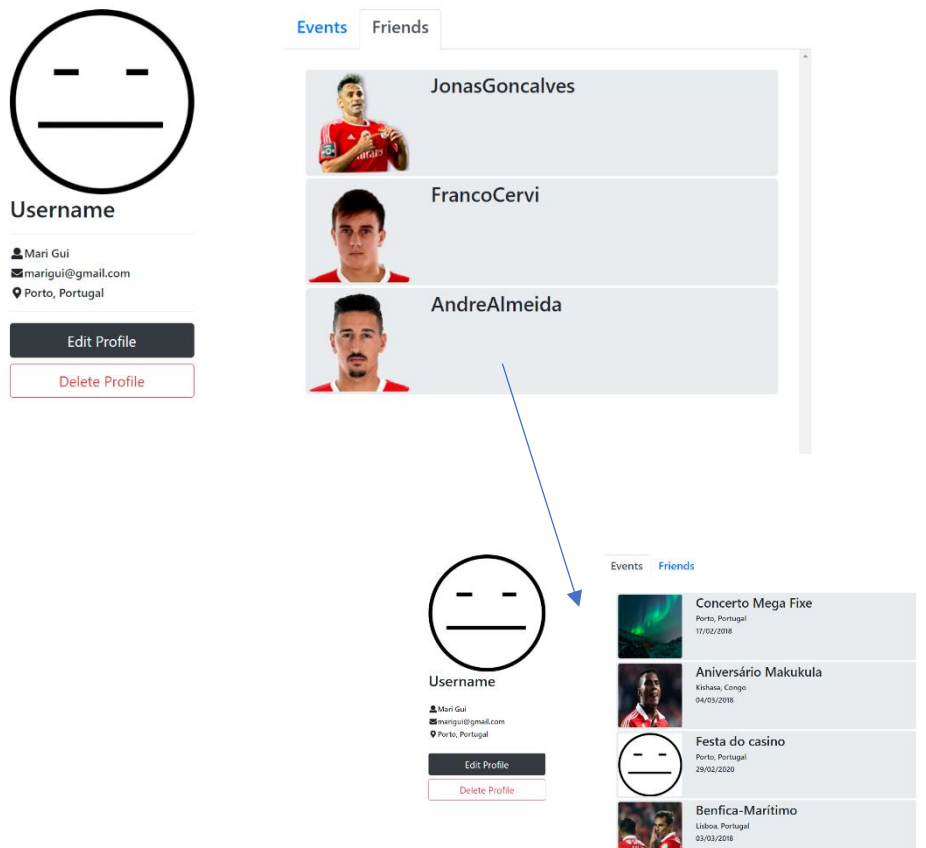 Events Friends
JonasGoncalves
FrancoCervi
AndreAlmeida
Username
Mari Gui
marigui@gmail.com
Porto, Portugal
Edit Profile
Delete Profile
Events Friends
Concerto Mega Fixe
Porto, Portugal
17/02/2018
Aniversário Makukula
Kishasa, Congo
04/03/2018
Festa do casino
Porto, Portugal
29/02/2020
Benfica-Marítimo
Lisboa, Portugal
03/03/2018
Username
Mari Gui
marigui@gmail.com
Porto, Portugal
Edit Profile
Delete Profile